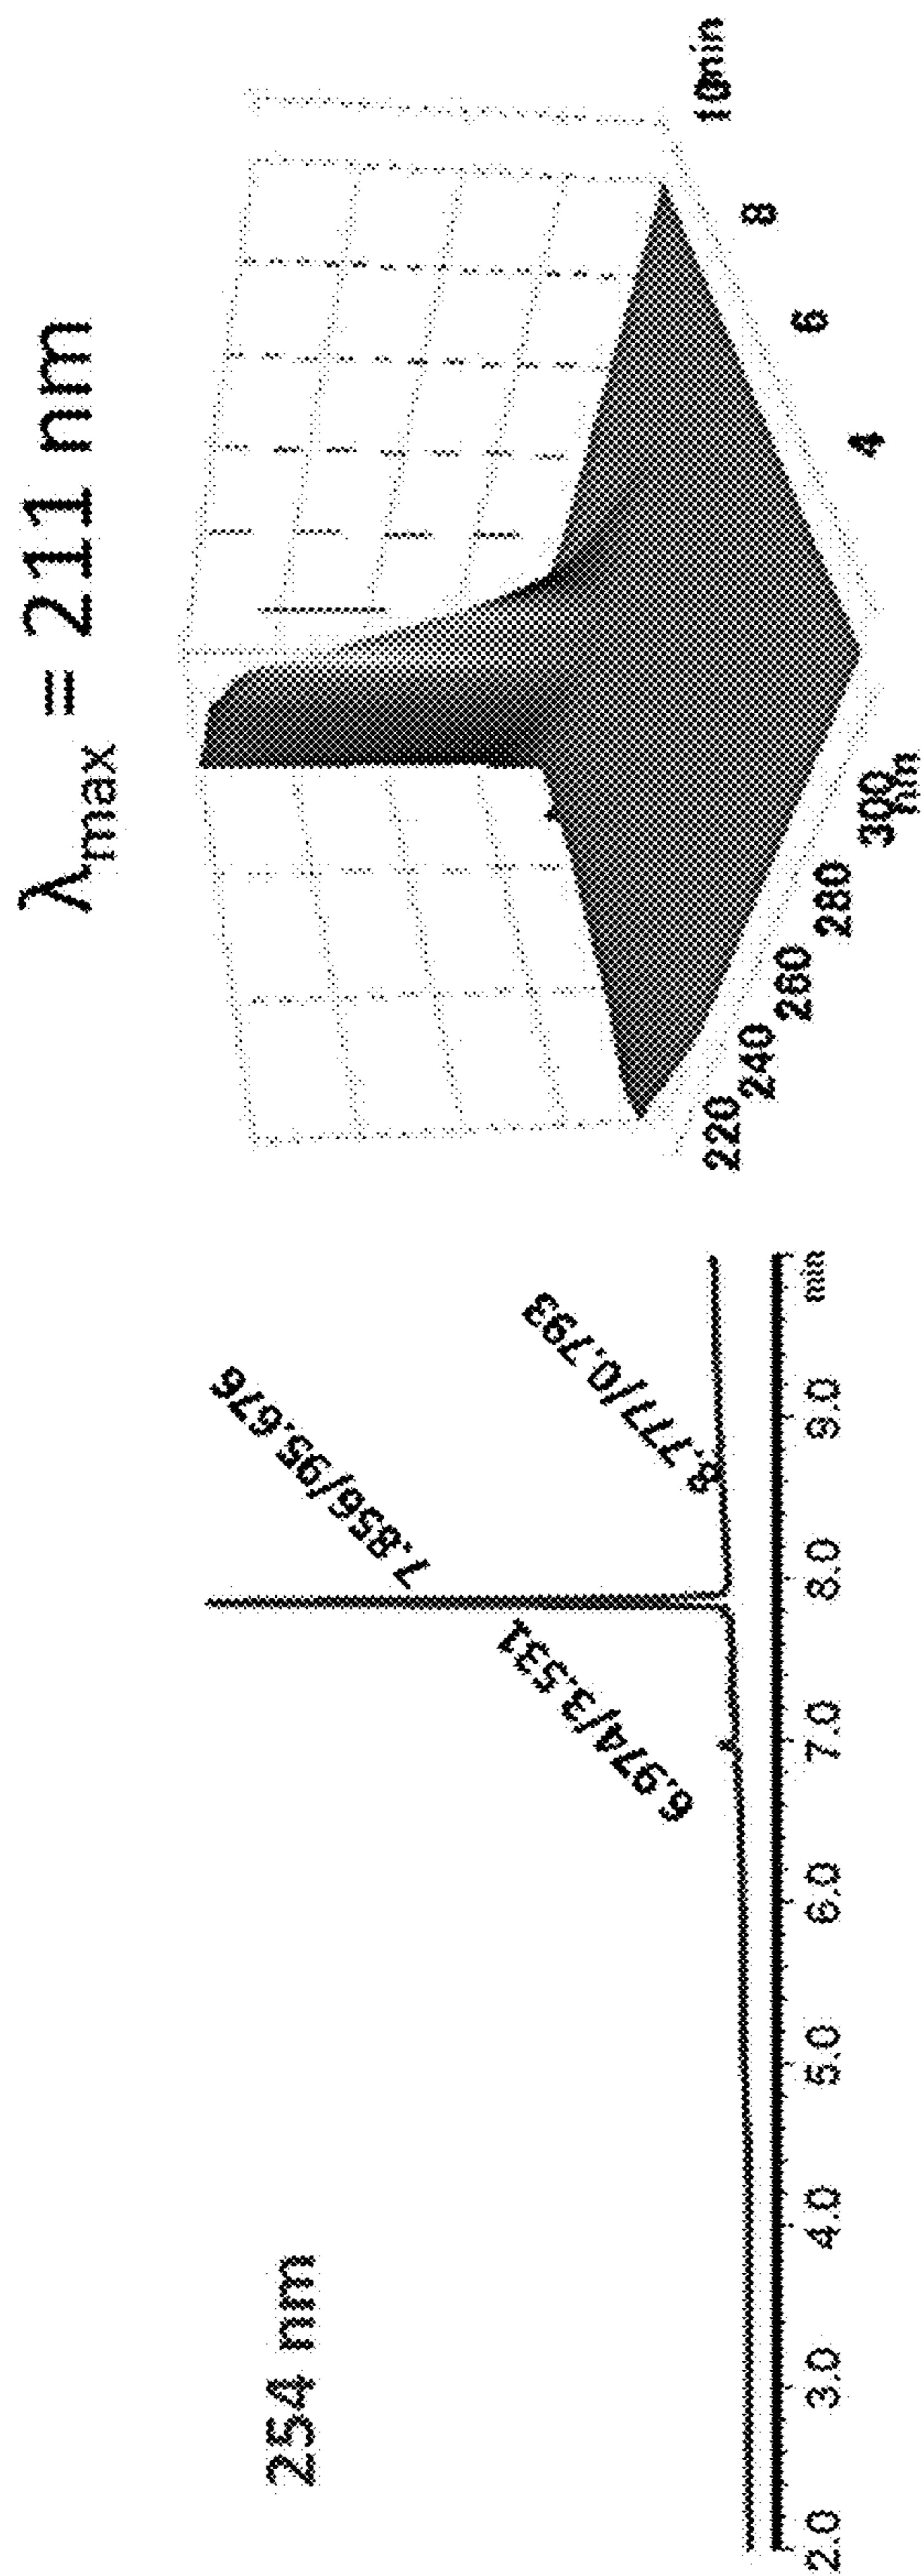 254 nm
6.974/3.531
7.856/95.676
8.777/0.793
2.0 3.0 4.0 5.0 6.0 7.0 8.0 9.0 min
λmax = 211 nm
220 240 260 280 300 nm
4 6 8 10 min